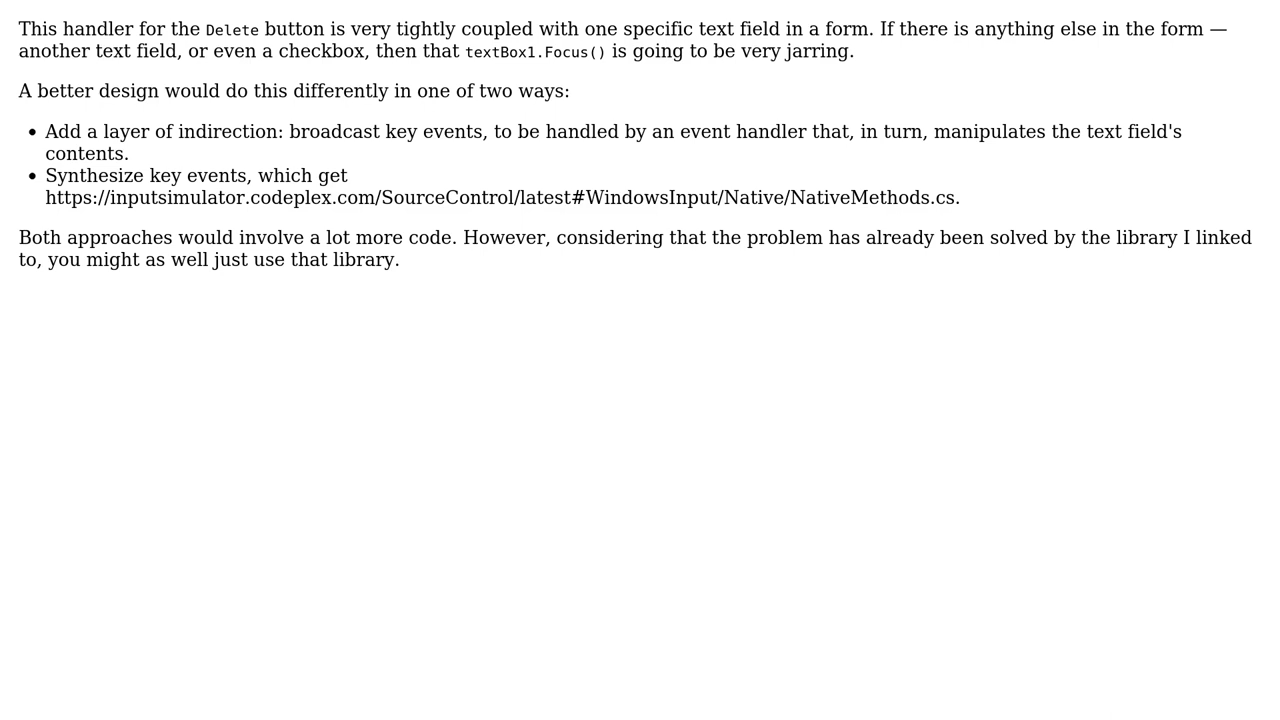 This handler for the Delete button is very tightly coupled with one specific text field in a form. If there is anything else in the form —
another text field, or even a checkbox, then that textBox1.Focus() is going to be very jarring.
A better design would do this differently in one of two ways:
• Add a layer of indirection: broadcast key events, to be handled by an event handler that, in turn, manipulates the text field's
contents.
• Synthesize key events, which get
https://inputsimulator.codeplex.com/SourceControl/latest#WindowsInput/Native/NativeMethods.cs.
Both approaches would involve a lot more code. However, considering that the problem has already been solved by the library I linked
to, you might as well just use that library.